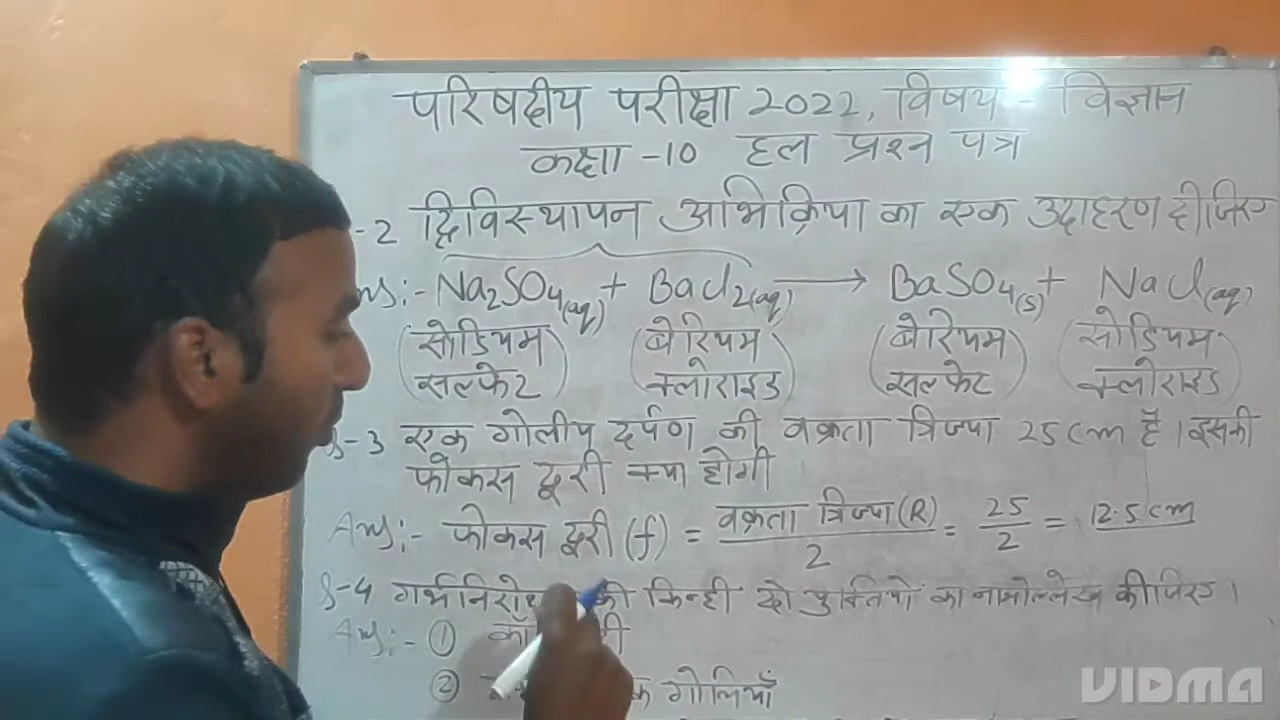 परिषदीय परीक्षा 2022, विषय - विज्ञान
कक्षा -10 हल प्रश्न पत्र
-2 द्विविस्थापन अभिक्रिया का एक उदाहरण दीजिए
Ans:- Na2SO4(aq) + BaCl2(aq) → BaSO4(s) + NaCl(aq)
(सोडियम सल्फेट) (बेरियम क्लोराइड) (बेरियम सल्फेट) (सोडियम क्लोराइड)
Q-3 एक गोलीय दर्पण की वक्रता त्रिज्या 25 cm है । इसकी
फोकस दूरी क्या होगी
Ans:- फोकस दूरी (f) = वक्रता त्रिज्या (R) / 2 = 25 / 2 = 12.5 cm
Q-4 की किन्ही दो युक्तियों का नामोल्लेख कीजिए ।
Ans:- ①
② गोलियाँ
VIDMA